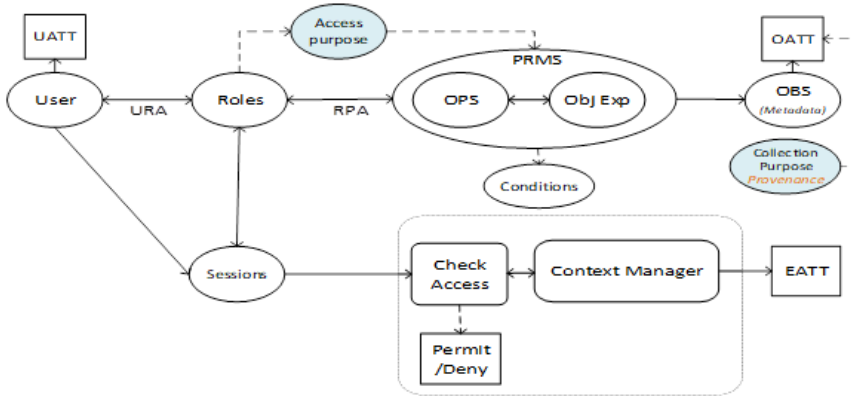 Access
purpose
UATT
OATT
PRMS
User
URA
Roles
RPA
OPS
Obj Exp
OBS
(Metadata)
Collection
Purpose
Provenance
Conditions
Sessions
Check
Access
Context Manager
EATT
Permit
/Deny